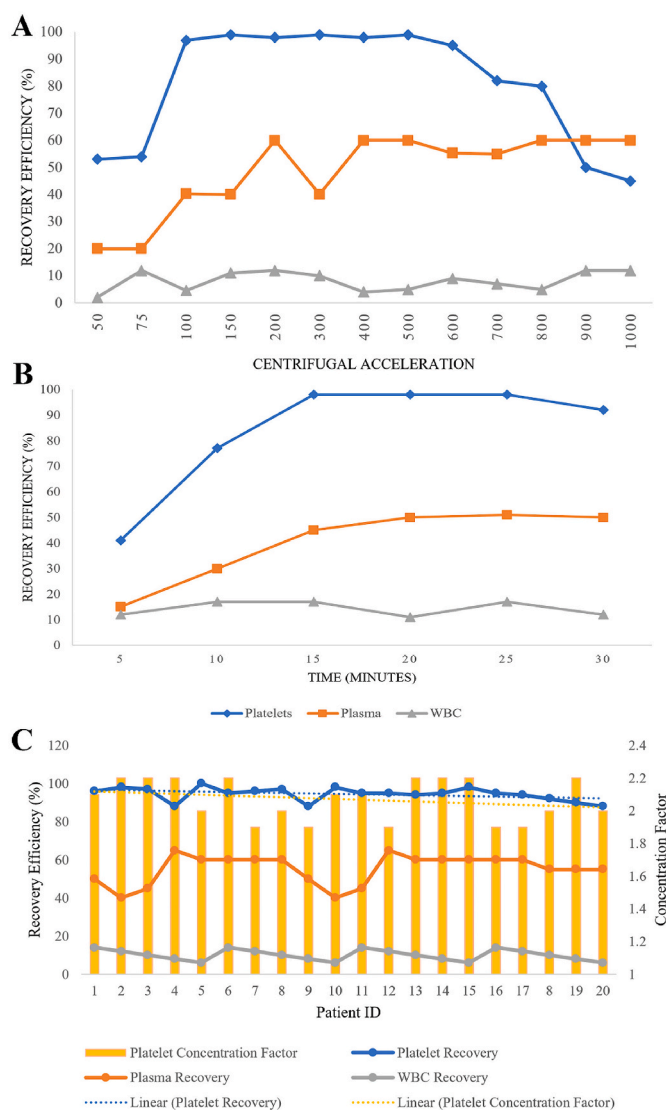 A
RECOVERY EFFICIENCY (%)
100
90
80
70
60
50
40
30
20
10
0
50 75 100 150 200 300 400 500 600 700 800 900 1000
CENTRIFUGAL ACCELERATION
B
RECOVERY EFFICIENCY (%)
100
90
80
70
60
50
40
30
20
10
0
5 10 15 20 25 30
TIME (MINUTES)
Platelets Plasma WBC
C
Recovery Efficiency (%)
120
100
80
60
40
20
0
2.4
2.2
2
1.8
1.6
1.4
1.2
1
Concentration Factor
1 2 3 4 5 6 7 8 9 10 11 12 13 14 15 16 17 8 19 20
Patient ID
Platelet Concentration Factor Platelet Recovery
Plasma Recovery WBC Recovery
Linear (Platelet Recovery) Linear (Platelet Concentration Factor)